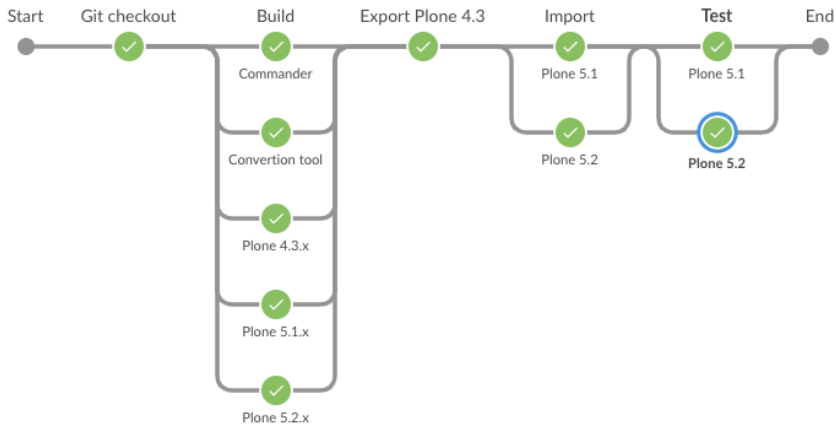 Start
Git checkout
Build
Export Plone 4.3
Import
Test
End
Commander
Plone 5.1
Plone 5.1
Convertion tool
Plone 5.2
Plone 5.2
Plone 4.3.x
Plone 5.1.x
Plone 5.2.x